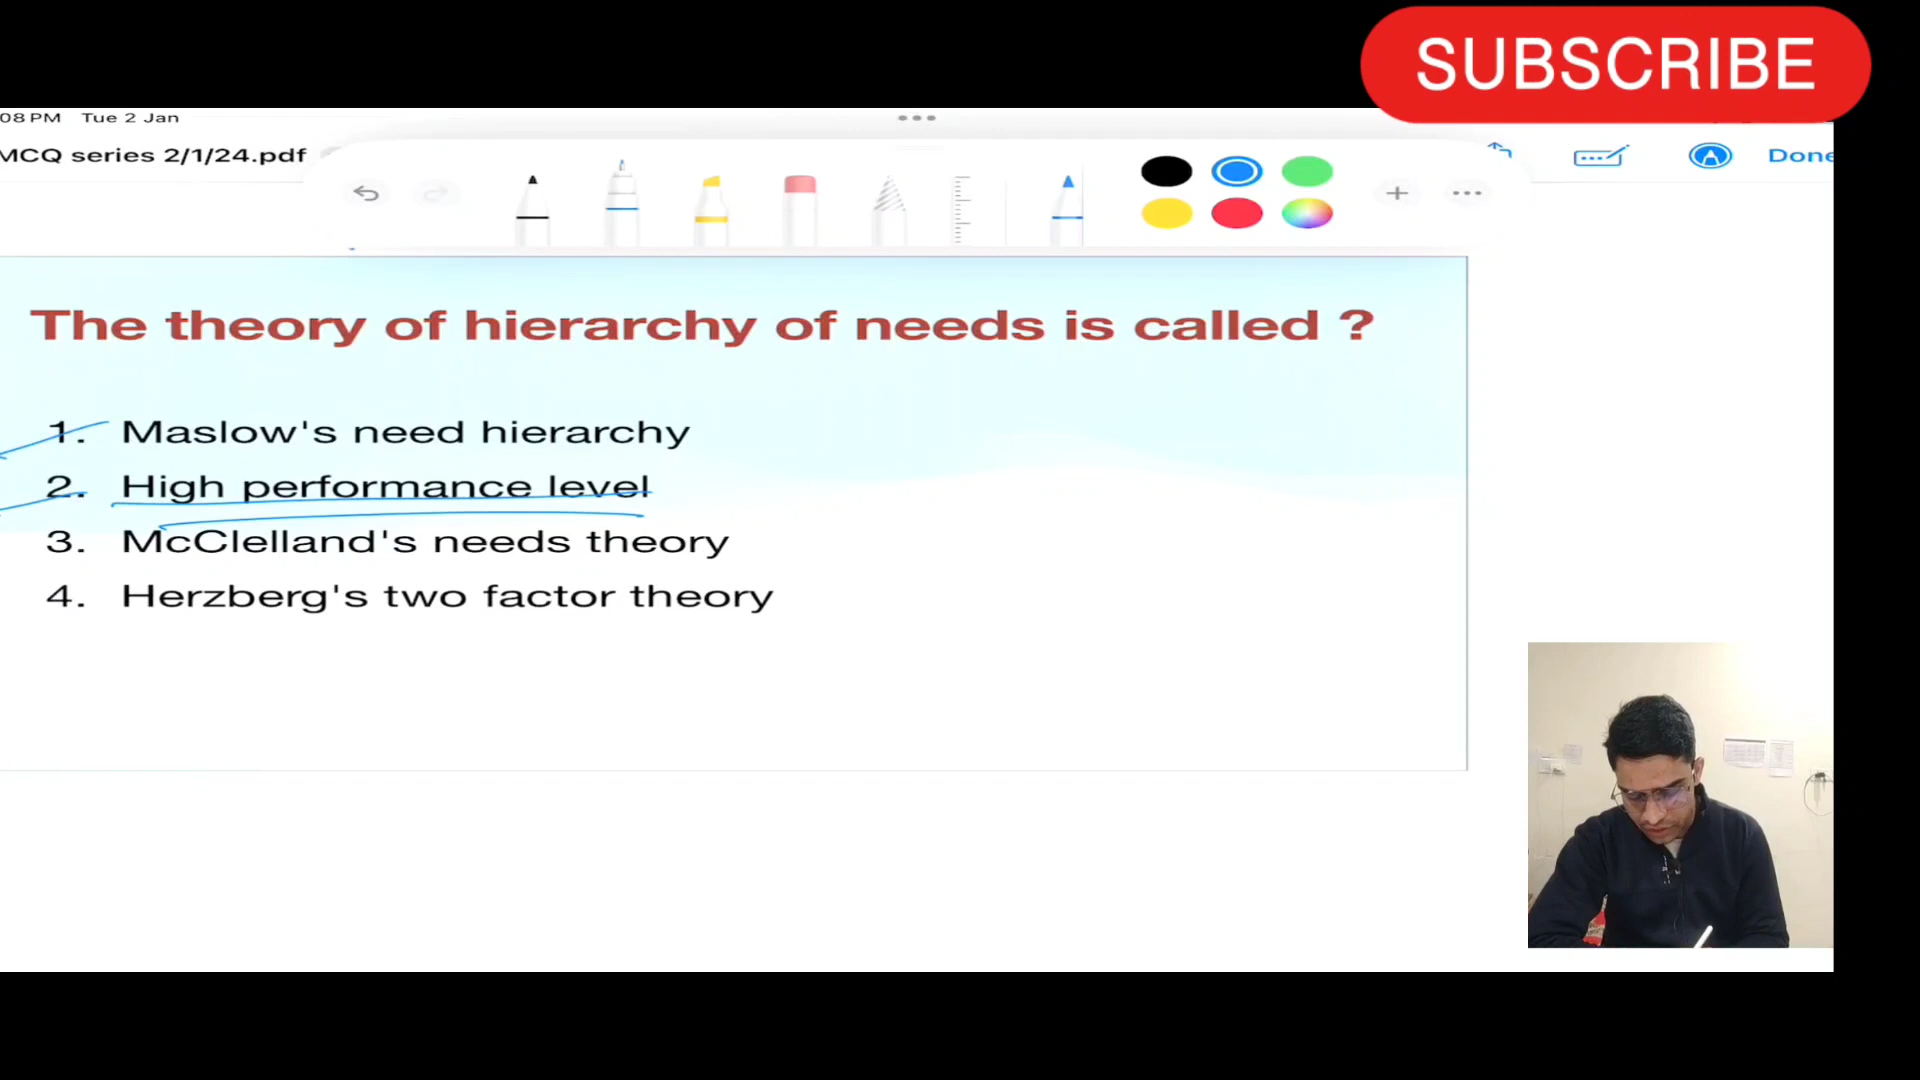 SUBSCRIBE
08 PM Tue 2 Jan
MCQ series 2/1/24.pdf
Done
The theory of hierarchy of needs is called ?
1. Maslow's need hierarchy
2. High performance level
3. McClelland's needs theory
4. Herzberg's two factor theory